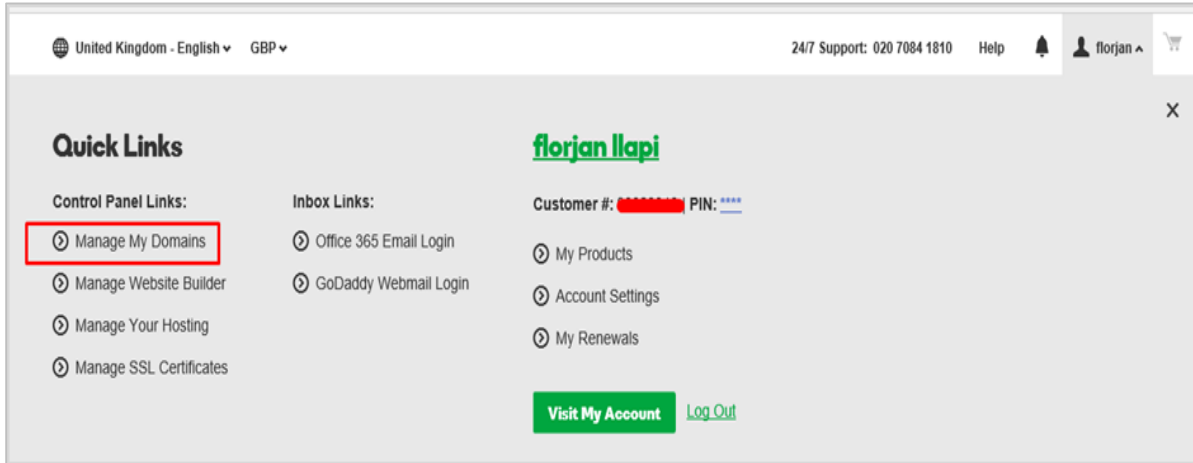 United Kingdom - English GBP 24/7 Support: 020 7084 1810 Help florjan
X
Quick Links
Control Panel Links:
Manage My Domains
Manage Website Builder
Manage Your Hosting
Manage SSL Certificates
Inbox Links:
Office 365 Email Login
GoDaddy Webmail Login
florjan llapi
Customer #: | PIN: ****
My Products
Account Settings
My Renewals
Visit My Account Log Out